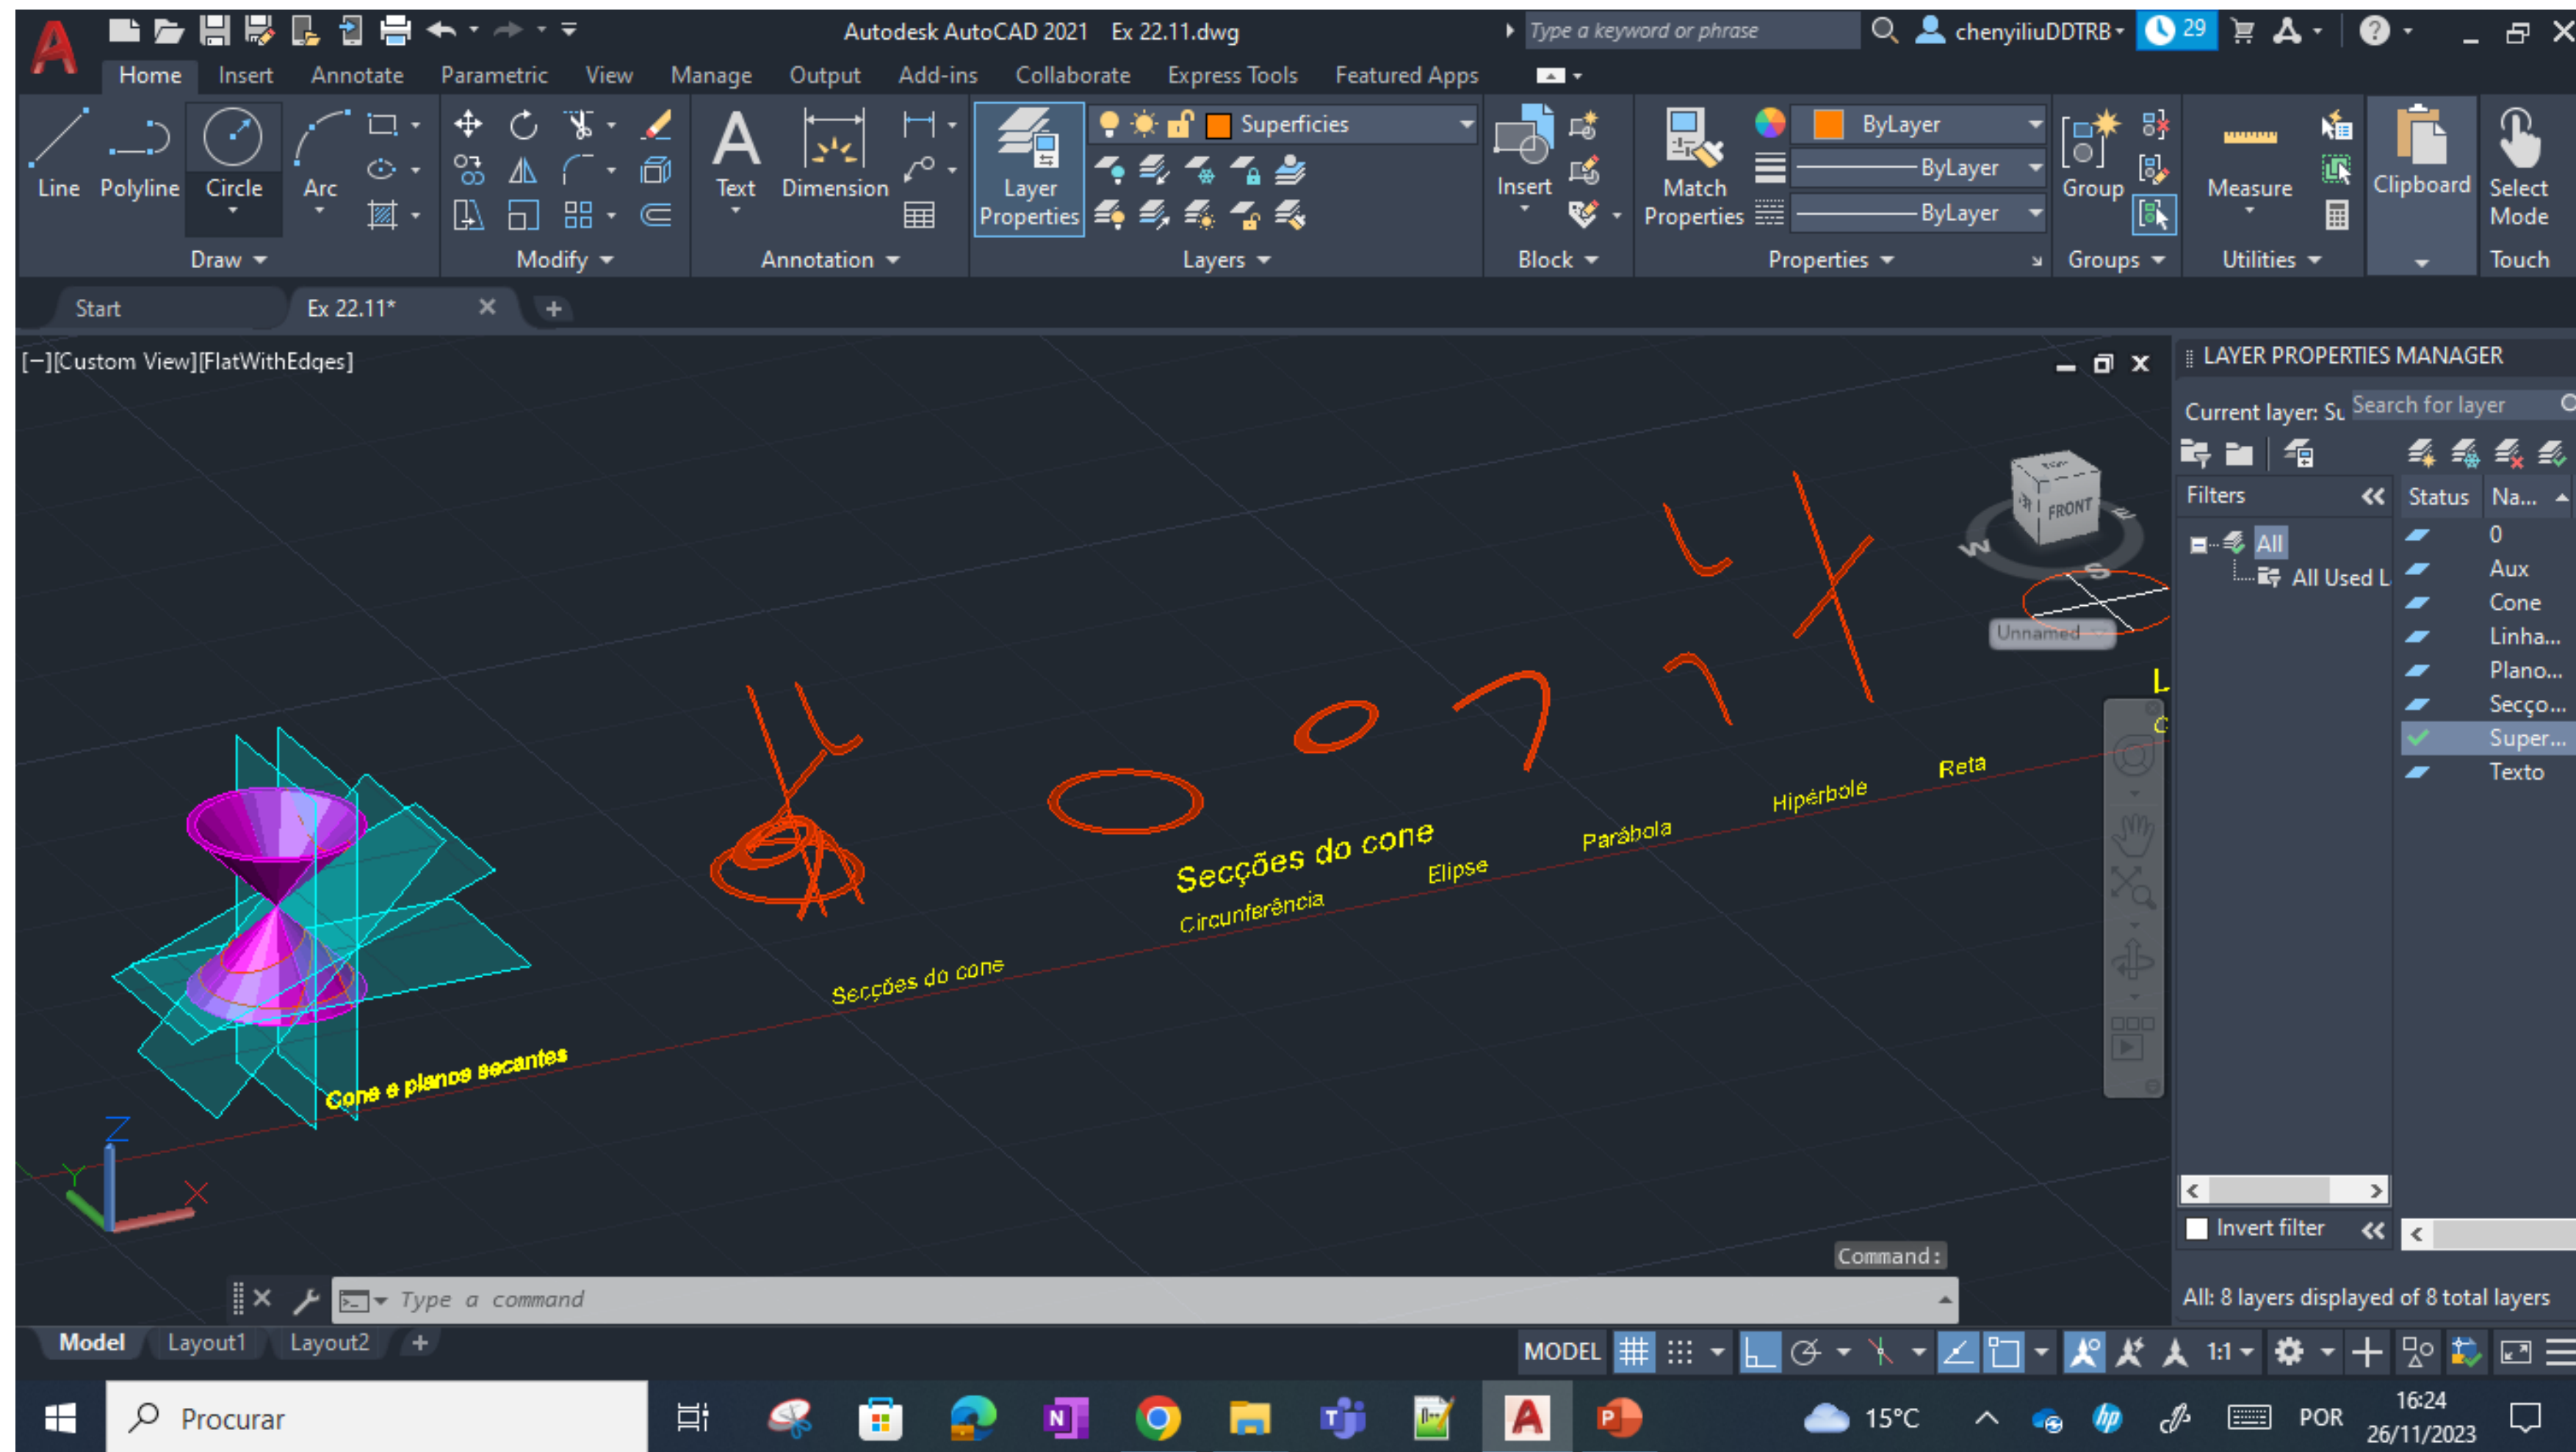 Autodesk AutoCAD 2021 Ex 22.11.dwg
Type a keyword or phrase
chenyiliuDDTRB
29
Home Insert Annotate Parametric View Manage Output Add-ins Collaborate Express Tools Featured Apps
Superficies
ByLayer
Line Polyline Circle Arc
Text Dimension
Layer Properties
Insert
Match Properties
ByLayer
ByLayer
Group
Measure
Clipboard
Select Mode
Draw Modify Annotation Layers Block Properties Groups Utilities Touch
Start Ex 22.11* +
[−][Custom View][FlatWithEdges]
LAYER PROPERTIES MANAGER
Current layer: Su
Search for layer
Filters
Status Na...
All
All Used L
0
Aux
Cone
Linha...
Plano...
Secço...
Super...
Texto
FRONT
W
S
E
Unnamed
L
Reta
Hipérbole
Parábola
Secções do cone
Elipse
Circunferência
Secções do cone
Cone e planos secantes
Z
Y
X
Invert filter
Command:
Type a command
All: 8 layers displayed of 8 total layers
Model Layout1 Layout2 +
MODEL
1:1
Procurar
15°C
POR
16:24
26/11/2023